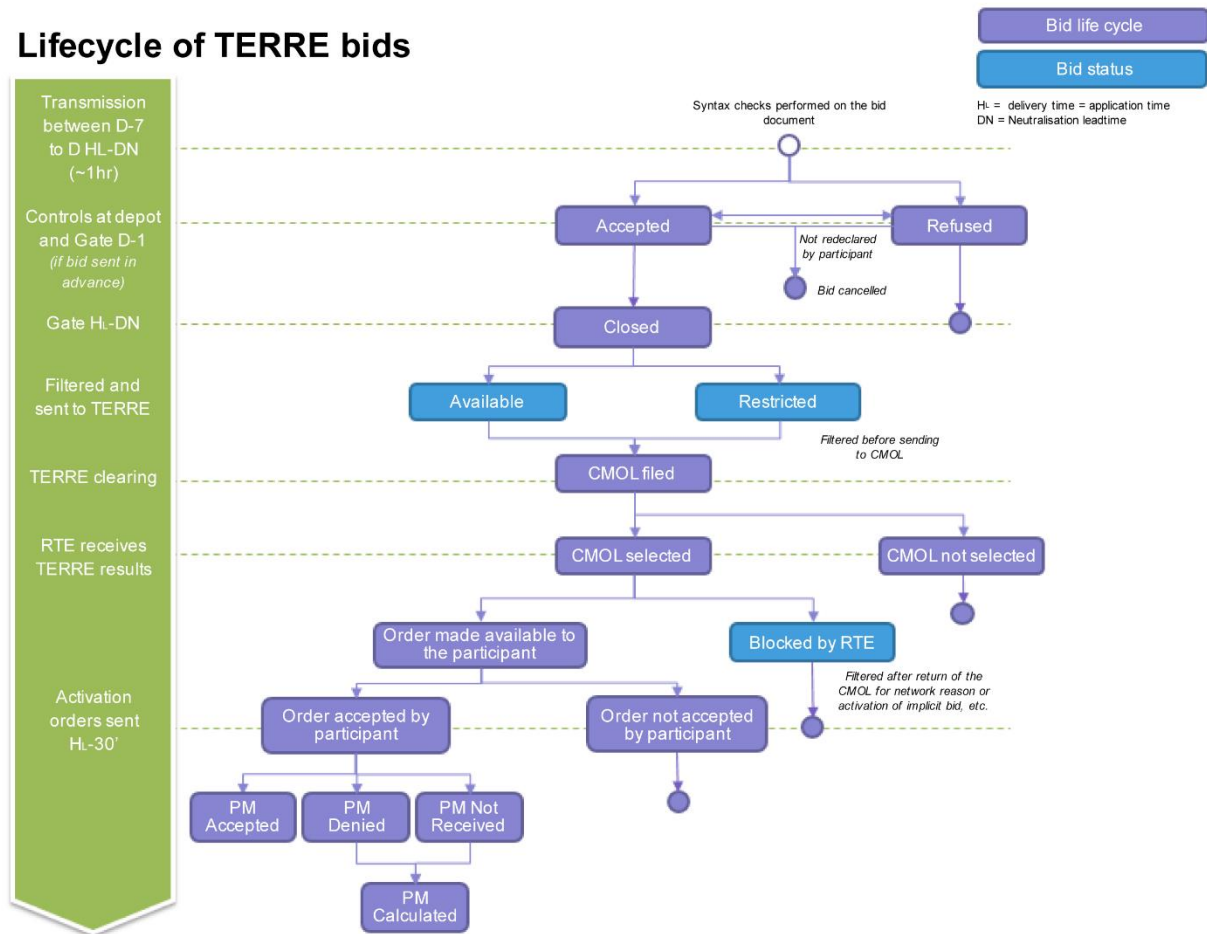 Lifecycle of TERRE bids
Bid life cycle
Bid status
HL = delivery time = application time
DN = Neutralisation leadtime
Transmission
between D-7
to D HL-DN
(~1hr)
Syntax checks performed on the bid
document
Controls at depot
and Gate D-1
(if bid sent in
advance)
Accepted
Refused
Not redeclared
by participant
Bid cancelled
Gate HL-DN
Closed
Filtered and
sent to TERRE
Available
Restricted
Filtered before sending
to CMOL
TERRE clearing
CMOL filed
RTE receives
TERRE results
CMOL selected
CMOL not selected
Order made available to
the participant
Blocked by RTE
Filtered after return of the
CMOL for network reason or
activation of implicit bid, etc.
Activation
orders sent
HL-30'
Order accepted by
participant
Order not accepted
by participant
PM
Accepted
PM
Denied
PM Not
Received
PM
Calculated